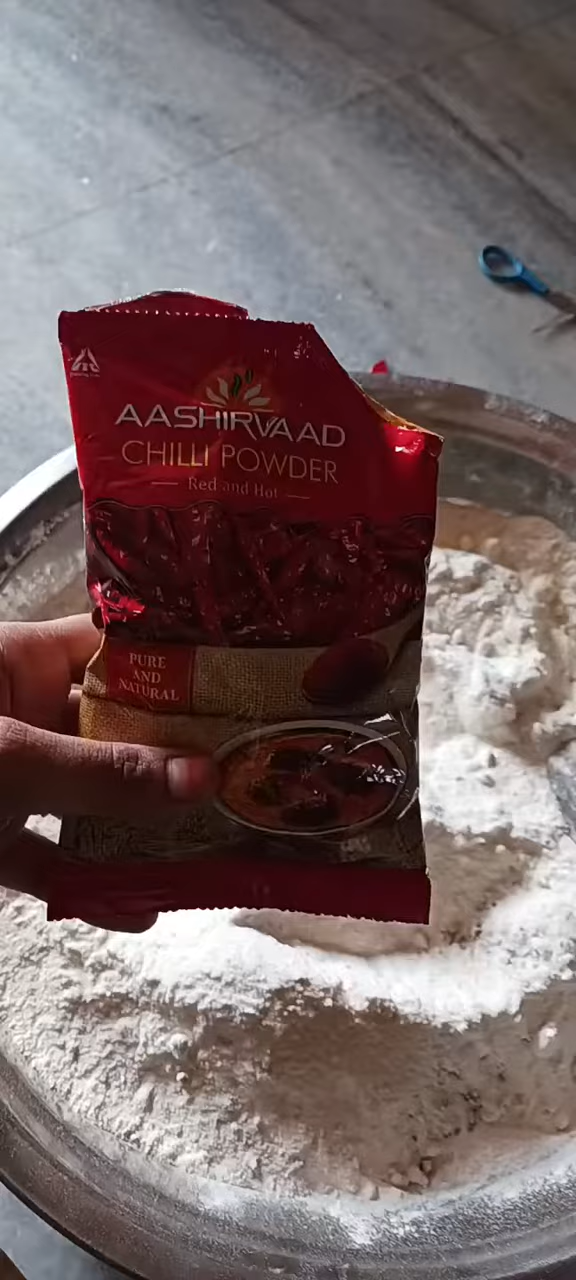 AASHIRVAAD
CHILLI POWDER
Red and Hot
PURE
AND
NATURAL